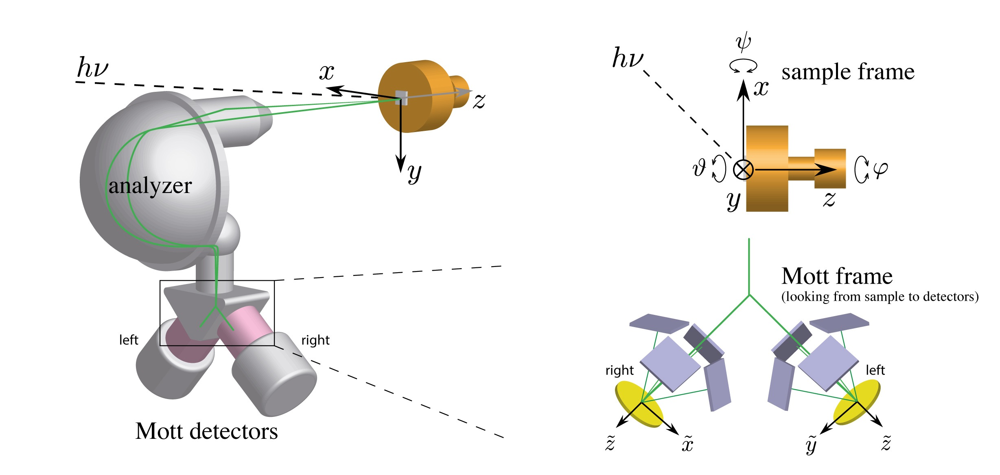 hν
x
z
y
analyzer
left
right
Mott detectors
ψ
hν
sample frame
x
ϑ
φ
y
z
Mott frame
(looking from sample to detectors)
right
left
z̃
x̃
ỹ
z̃